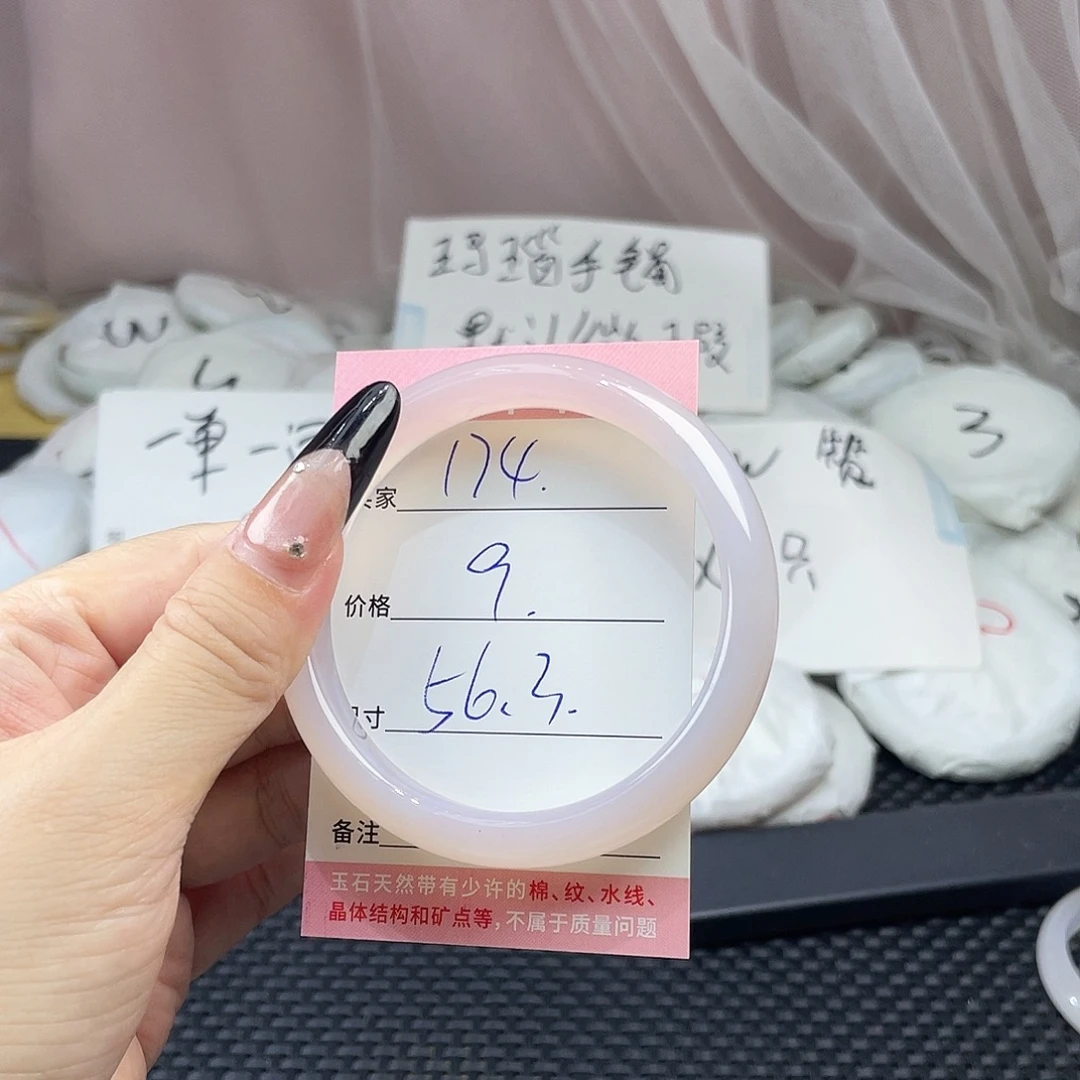 玛瑙手镯
3
一单一
只
家 174.
价格 9.
寸 56.3.
备注
玉石天然带有少许的棉、纹、水线、
晶体结构和矿点等，不属于质量问题